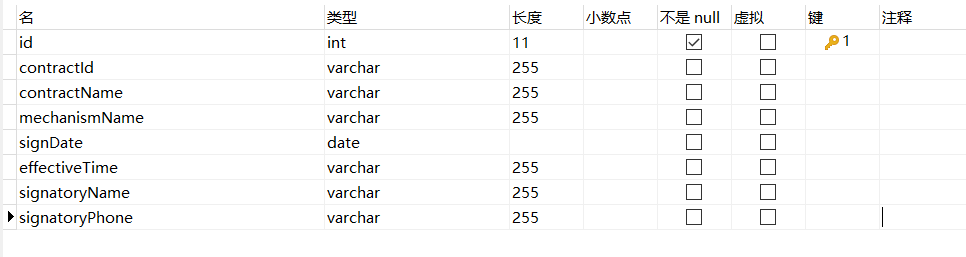 名 类型 长度 小数点 不是 null 虚拟 键 注释
id int 11 1
contractId varchar 255
contractName varchar 255
mechanismName varchar 255
signDate date
effectiveTime varchar 255
signatoryName varchar 255
signatoryPhone varchar 255